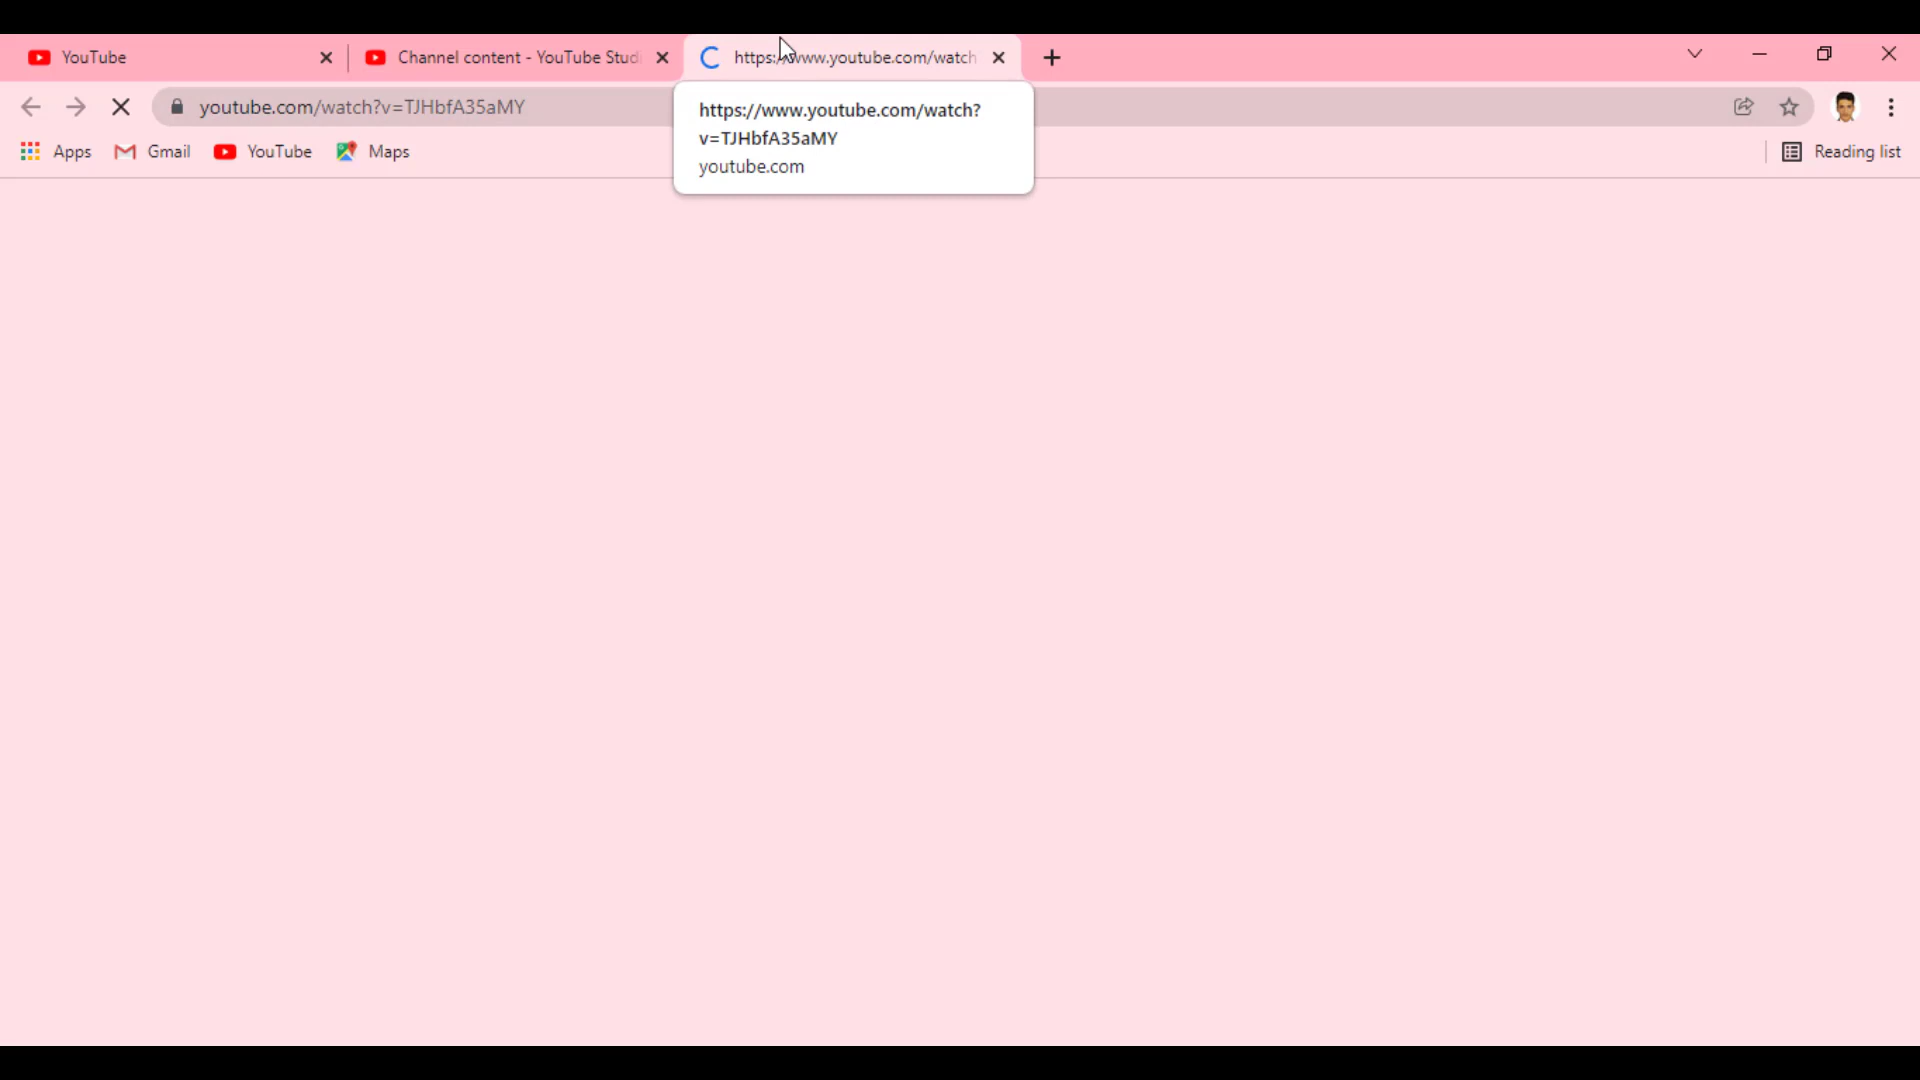 YouTube
Channel content - YouTube Stud
https://www.youtube.com/watch
youtube.com/watch?v=TJHbfA35aMY
https://www.youtube.com/watch?
v=TJHbfA35aMY
youtube.com
Apps
Gmail
YouTube
Maps
Reading list